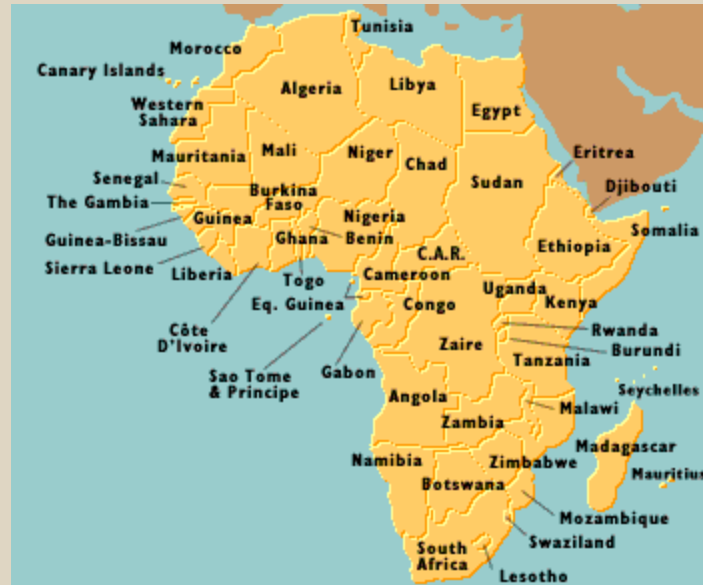 Tunisia
Morocco
Canary Islands
Algeria
Libya
Egypt
Western
Sahara
Mauritania
Mali
Niger
Chad
Sudan
Eritrea
Senegal
Djibouti
The Gambia
Burkina
Faso
Guinea
Nigeria
Somalia
Guinea-Bissau
Ghana
Benin
Ethiopia
C.A.R.
Sierra Leone
Liberia
Togo
Cameroon
Eq. Guinea
Congo
Uganda
Kenya
Côte
D'Ivoire
Rwanda
Zaire
Burundi
Tanzania
Gabon
Sao Tome
& Principe
Seychelles
Angola
Malawi
Zambia
Madagascar
Namibia
Zimbabwe
Mauritius
Botswana
Mozambique
Swaziland
South
Africa
Lesotho